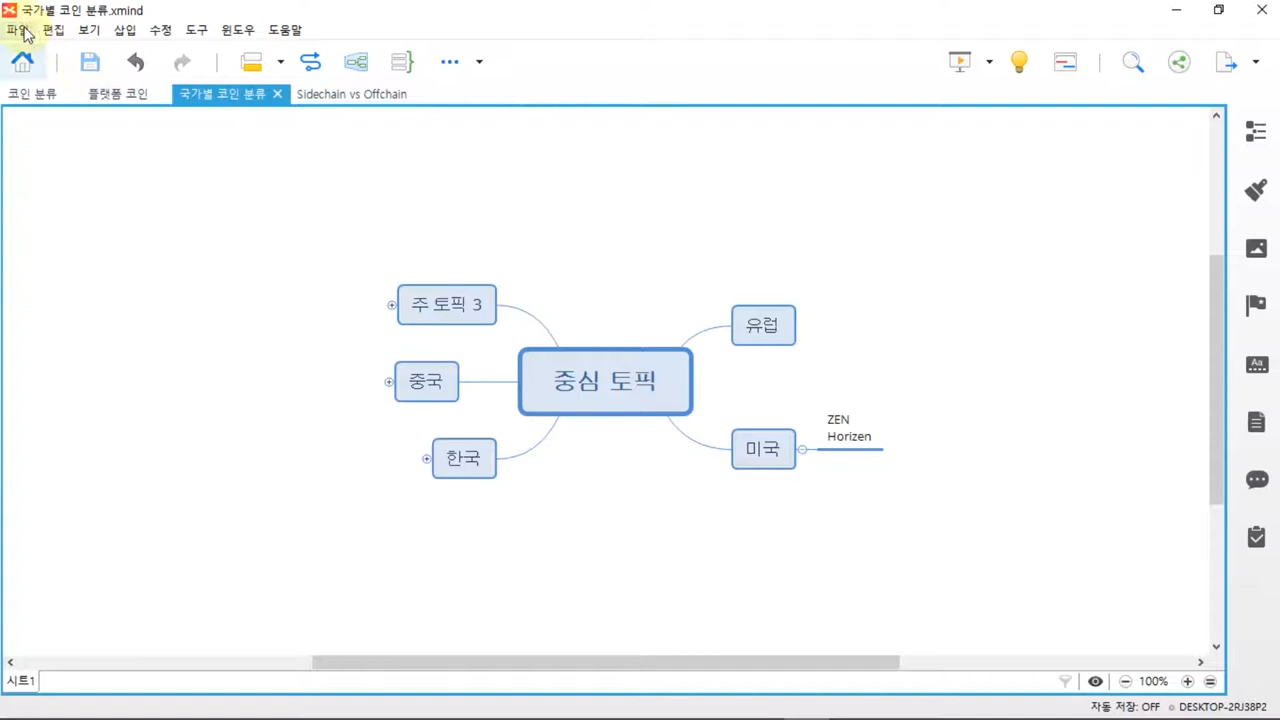 국가별 코인 분류.xmind
파일 편집 보기 삽입 수정 도구 윈도우 도움말
코인 분류 플랫폼 코인 국가별 코인 분류 Sidechain vs Offchain
주 토픽 3
유럽
중국
중심 토픽
ZEN
Horizen
미국
한국
Aa
시트1
100%
자동 저장: OFF
DESKTOP-2RJ38P2